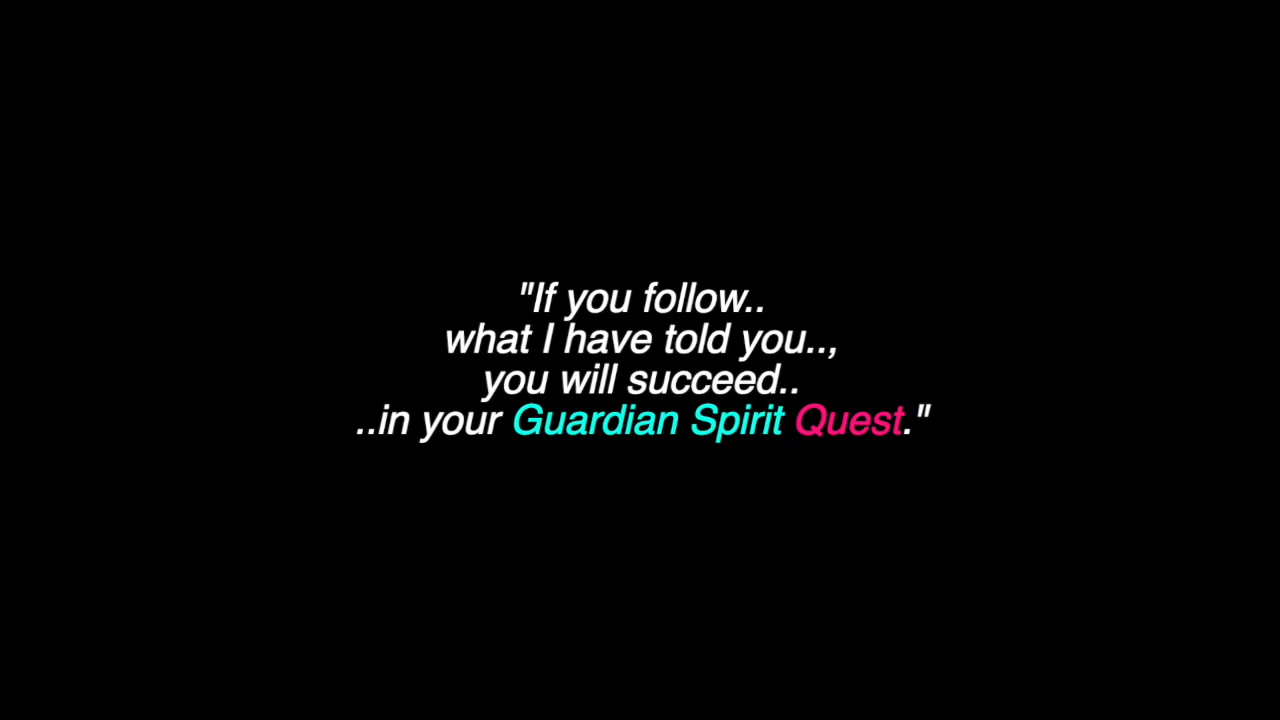 "If you follow..
what I have told you..,
you will succeed..
..in your Guardian Spirit Quest."